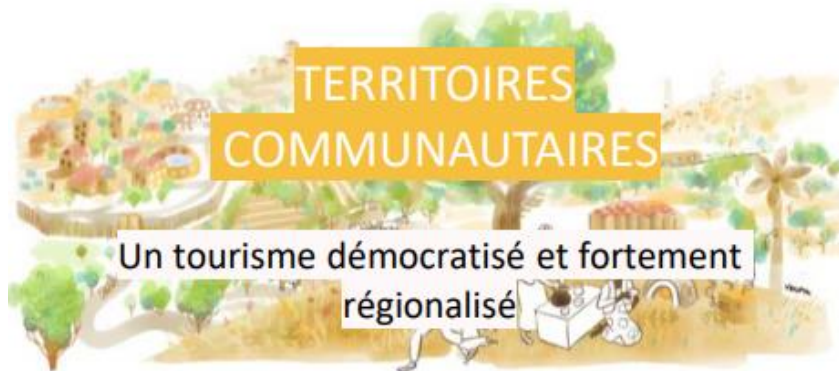 TERRITOIRES
COMMUNAUTAIRES
Un tourisme démocratisé et fortement
régionalisé